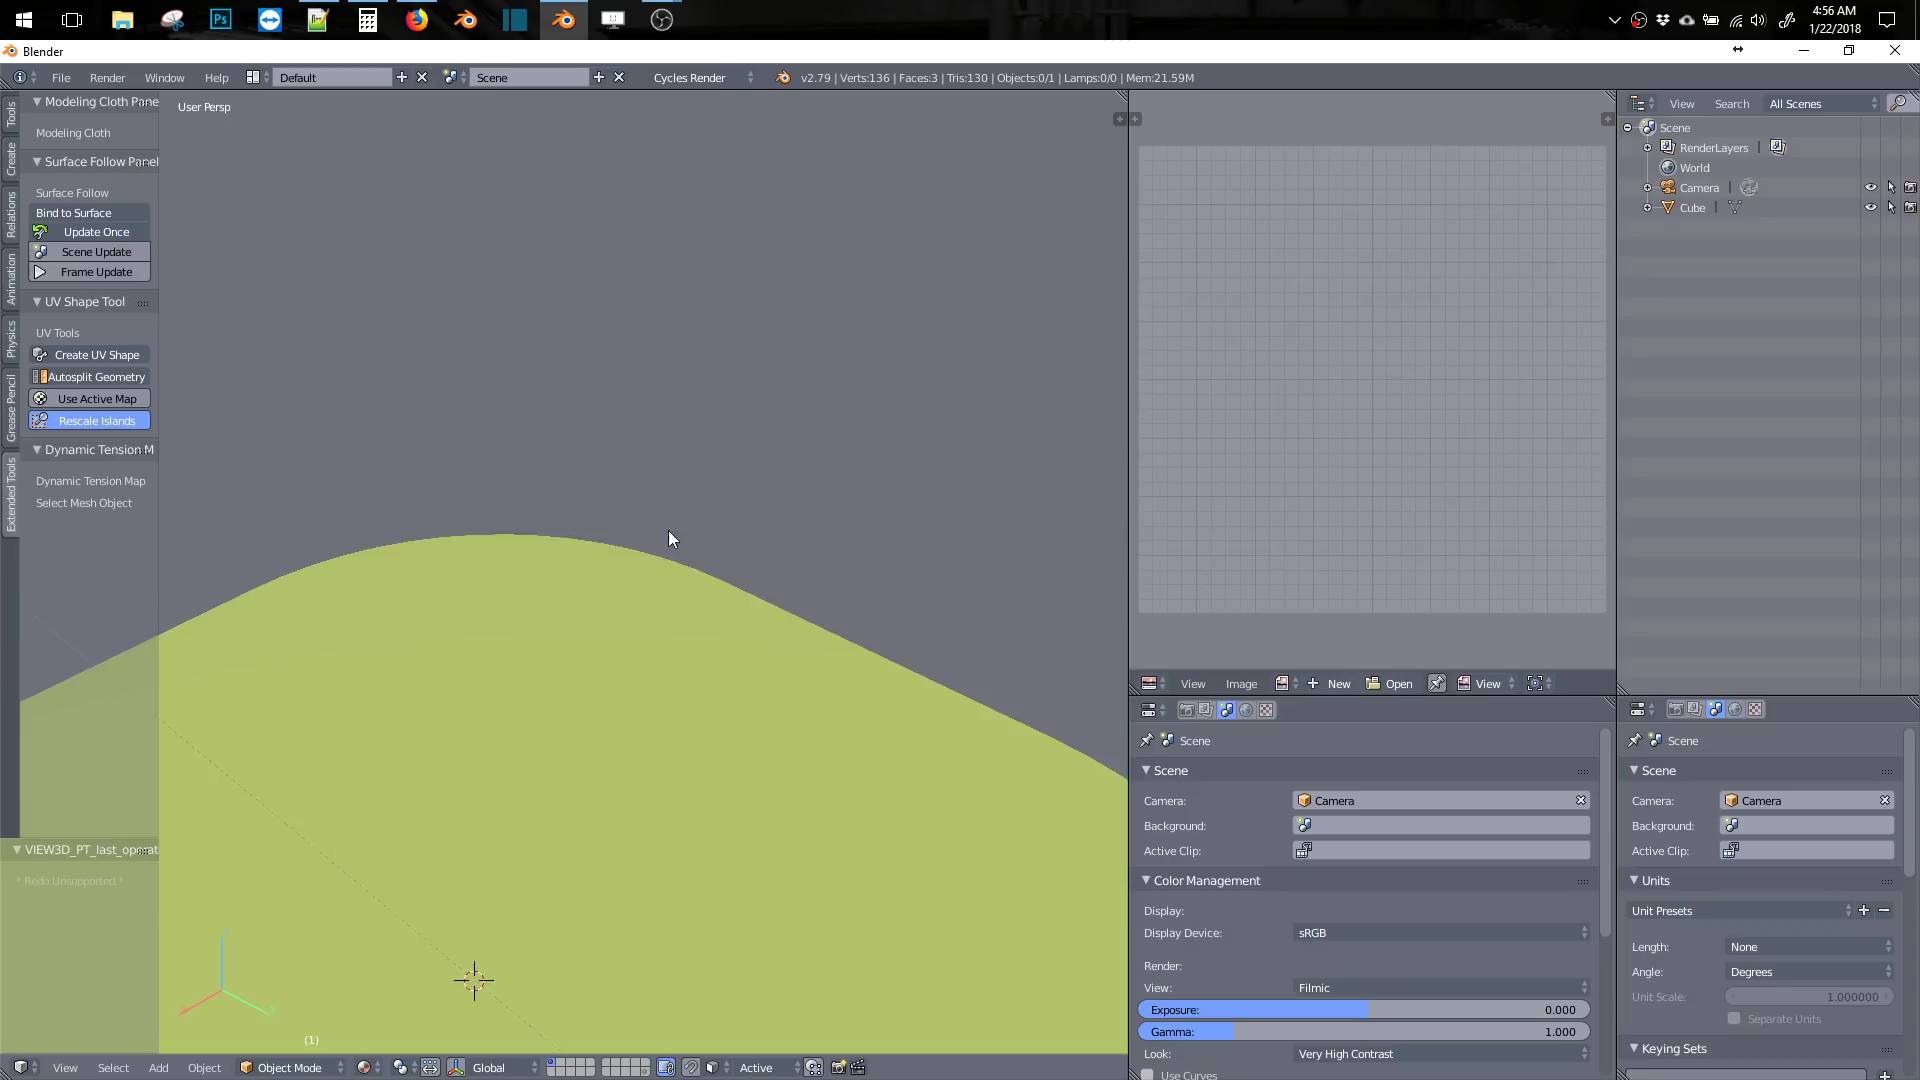 4:56 AM
1/22/2018
Blender
File Render Window Help Default Scene Cycles Render v2.79 | Verts:136 | Faces:3 | Tris:130 | Objects:0/1 | Lamps:0/0 | Mem:21.59M
Tools
Create
Relations
Animation
Physics
Grease Pencil
Extended Tools
Modeling Cloth Pane
Modeling Cloth
Surface Follow Panel
Surface Follow
Bind to Surface
Update Once
Scene Update
Frame Update
UV Shape Tool
UV Tools
Create UV Shape
Autosplit Geometry
Use Active Map
Rescale Islands
Dynamic Tension M
Dynamic Tension Map
Select Mesh Object
VIEW3D_PT_last_operat
* Redo Unsupported *
User Persp
(1)
View Select Add Object Object Mode Global Active
View Image New Open View
Scene
Scene
Camera: Camera
Background:
Active Clip:
Color Management
Display:
Display Device: sRGB
Render:
View: Filmic
Exposure: 0.000
Gamma: 1.000
Look: Very High Contrast
Use Curves
View Search All Scenes
Scene
RenderLayers |
World
Camera |
Cube |
Scene
Scene
Camera: Camera
Background:
Active Clip:
Units
Unit Presets
Length: None
Angle: Degrees
Unit Scale: 1.000000
Separate Units
Keying Sets